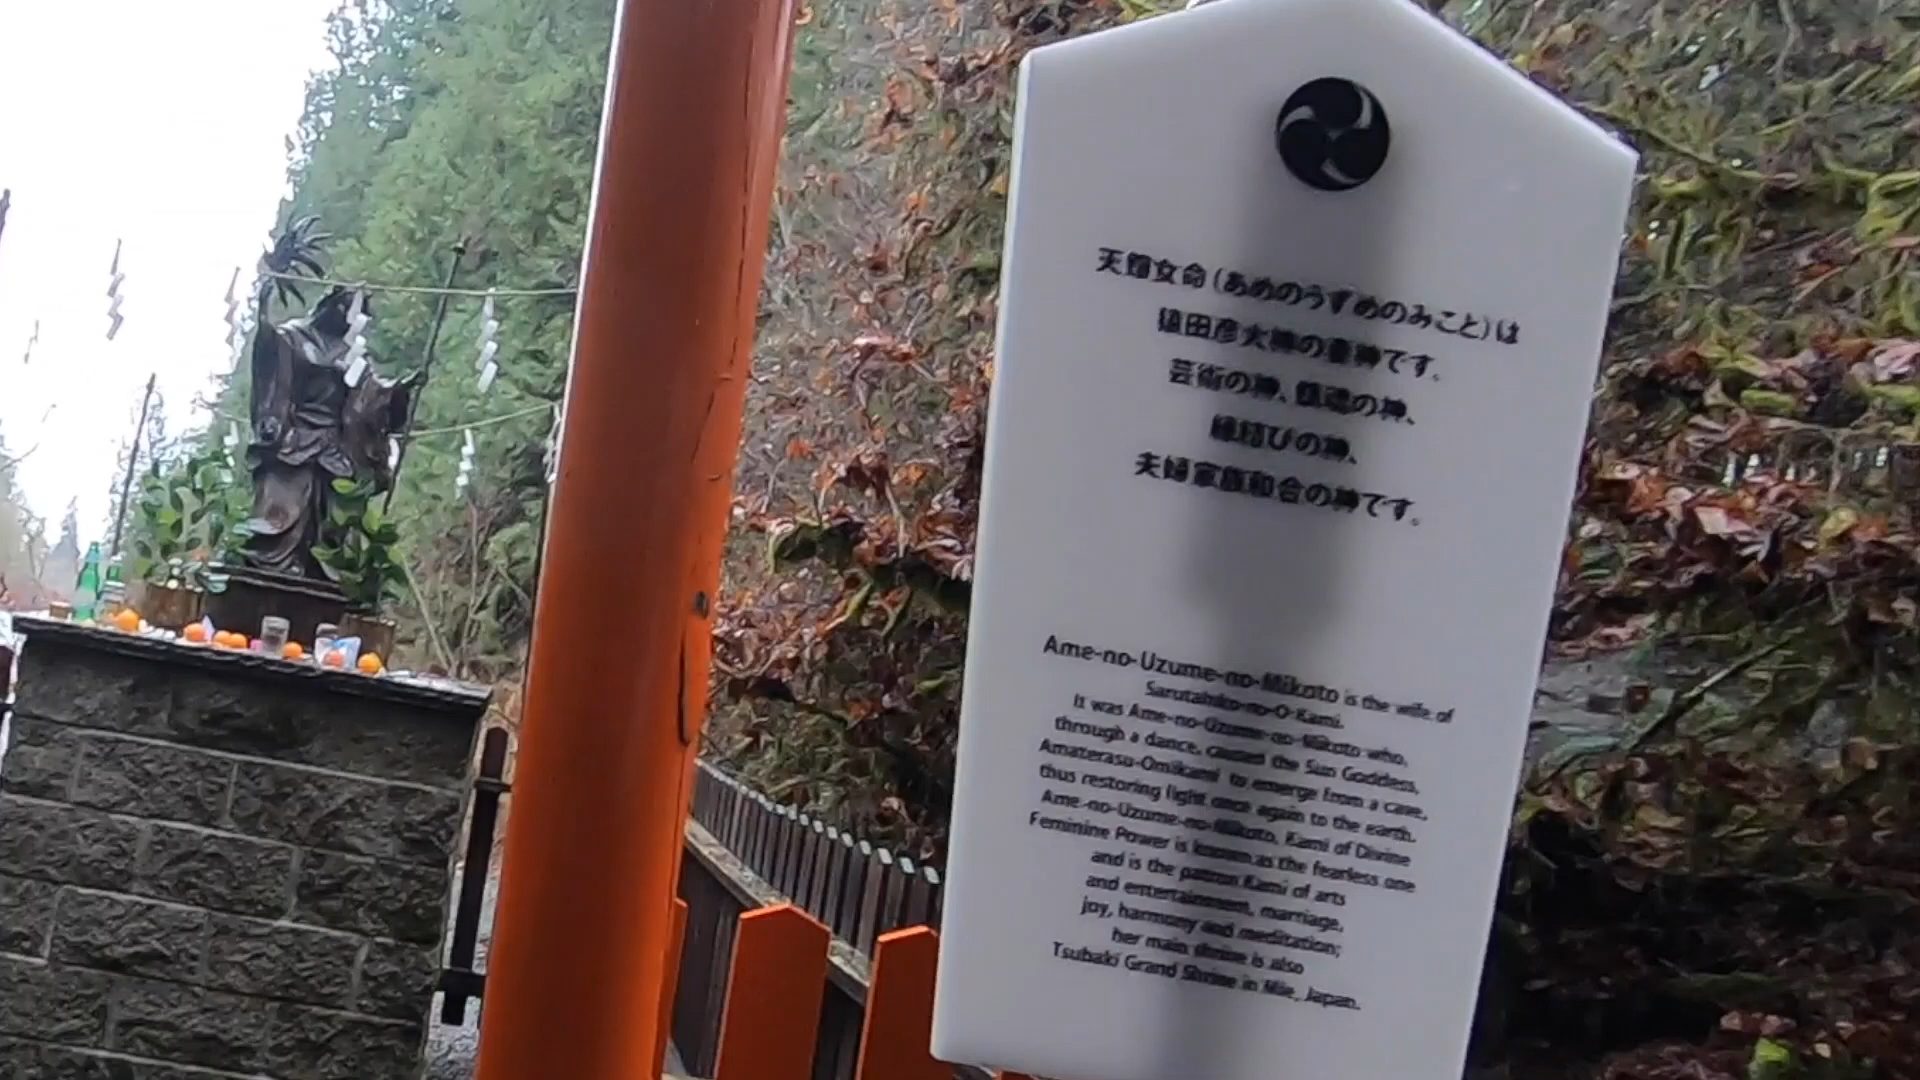 天鈿女命(あめのうずめのみこと)は
猿田彦大神の妻神です。
芸術の神、鎮魂の神、
縁結びの神、
夫婦家族和合の神です。
Ame-no-Uzume-no-Mikoto is the wife of
Sarutahiko-no-O-Kami.
It was Ame-no-Uzume-no-Mikoto who,
through a dance, caused the Sun Goddess,
Amaterasu-Omikami to emerge from a cave,
thus restoring light once again to the earth.
Ame-no-Uzume-no-Mikoto, Kami of Divine
Feminine Power is known as the fearless one
and is the patron Kami of arts
and entertainment, marriage,
joy, harmony and meditation;
her main shrine is also
Tsubaki Grand Shrine in Mie, Japan.